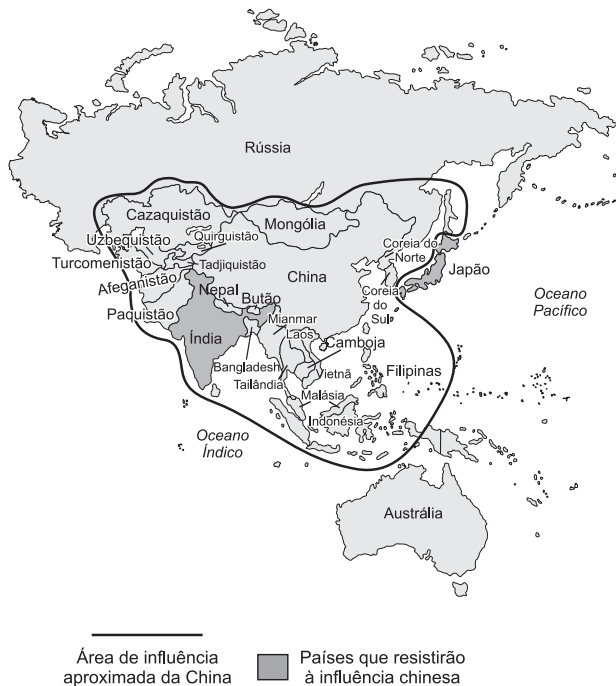 Rússia
Cazaquistão
Mongólia
Uzbequistão
Quirguistão
Coreia do
Norte
Turcomenistão
Tadjiquistão
China
Japão
Afeganistão
Nepal
Butão
Coreia
do
Sul
Oceano
Pacífico
Paquistão
Mianmar
Índia
Laos
Camboja
Bangladesh
Vietnã
Filipinas
Tailândia
Malásia
Indonésia
Oceano
Índico
Austrália
Área de influência
aproximada da China
Países que resistirão
à influência chinesa